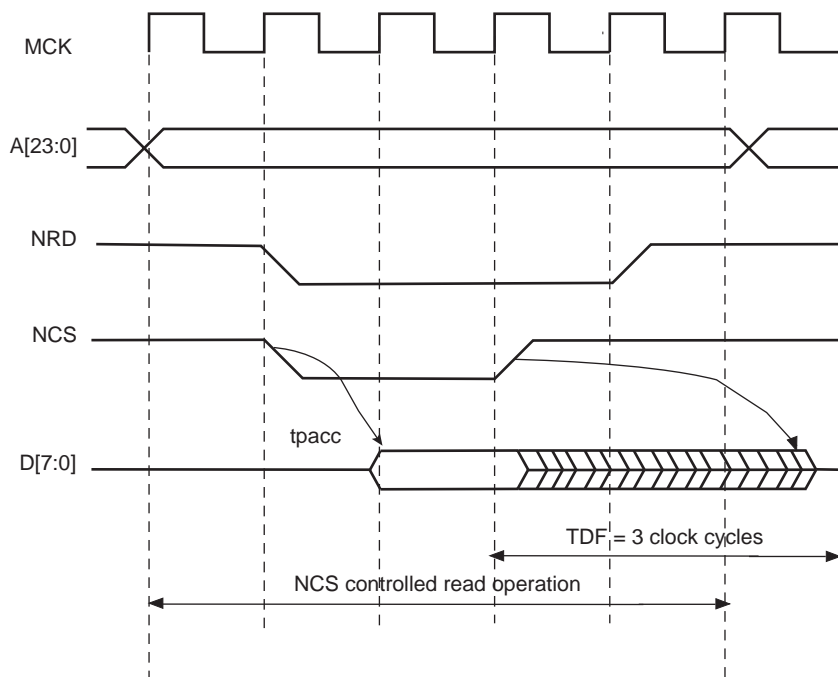 MCK
A[23:0]
NRD
NCS
tpacc
D[7:0]
TDF = 3 clock cycles
NCS controlled read operation